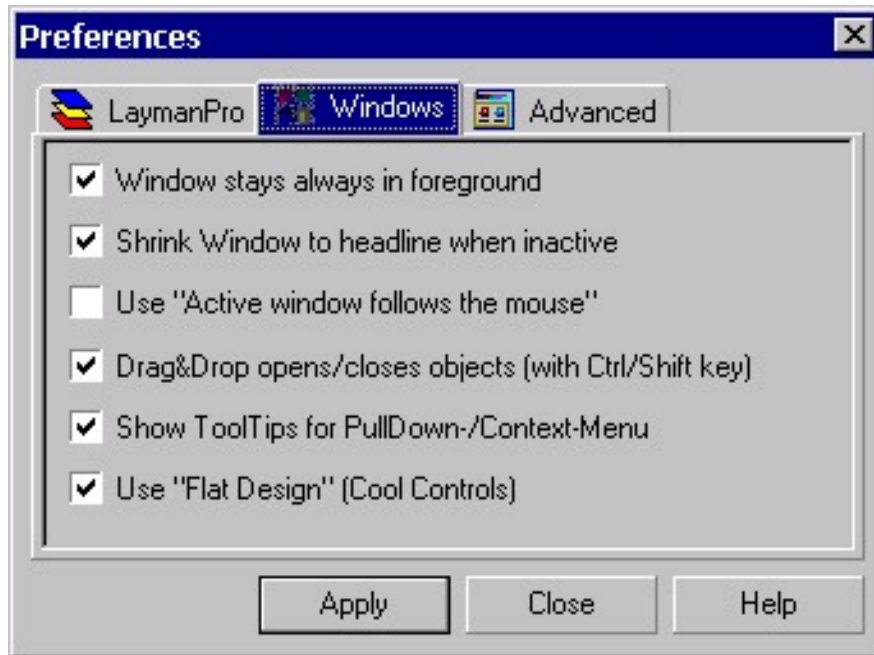 Preferences
LaymanPro Windows Advanced
Window stays always in foreground
Shrink Window to headline when inactive
Use "Active window follows the mouse"
Drag&Drop opens/closes objects (with Ctrl/Shift key)
Show ToolTips for PullDown-/Context-Menu
Use "Flat Design" (Cool Controls)
Apply Close Help